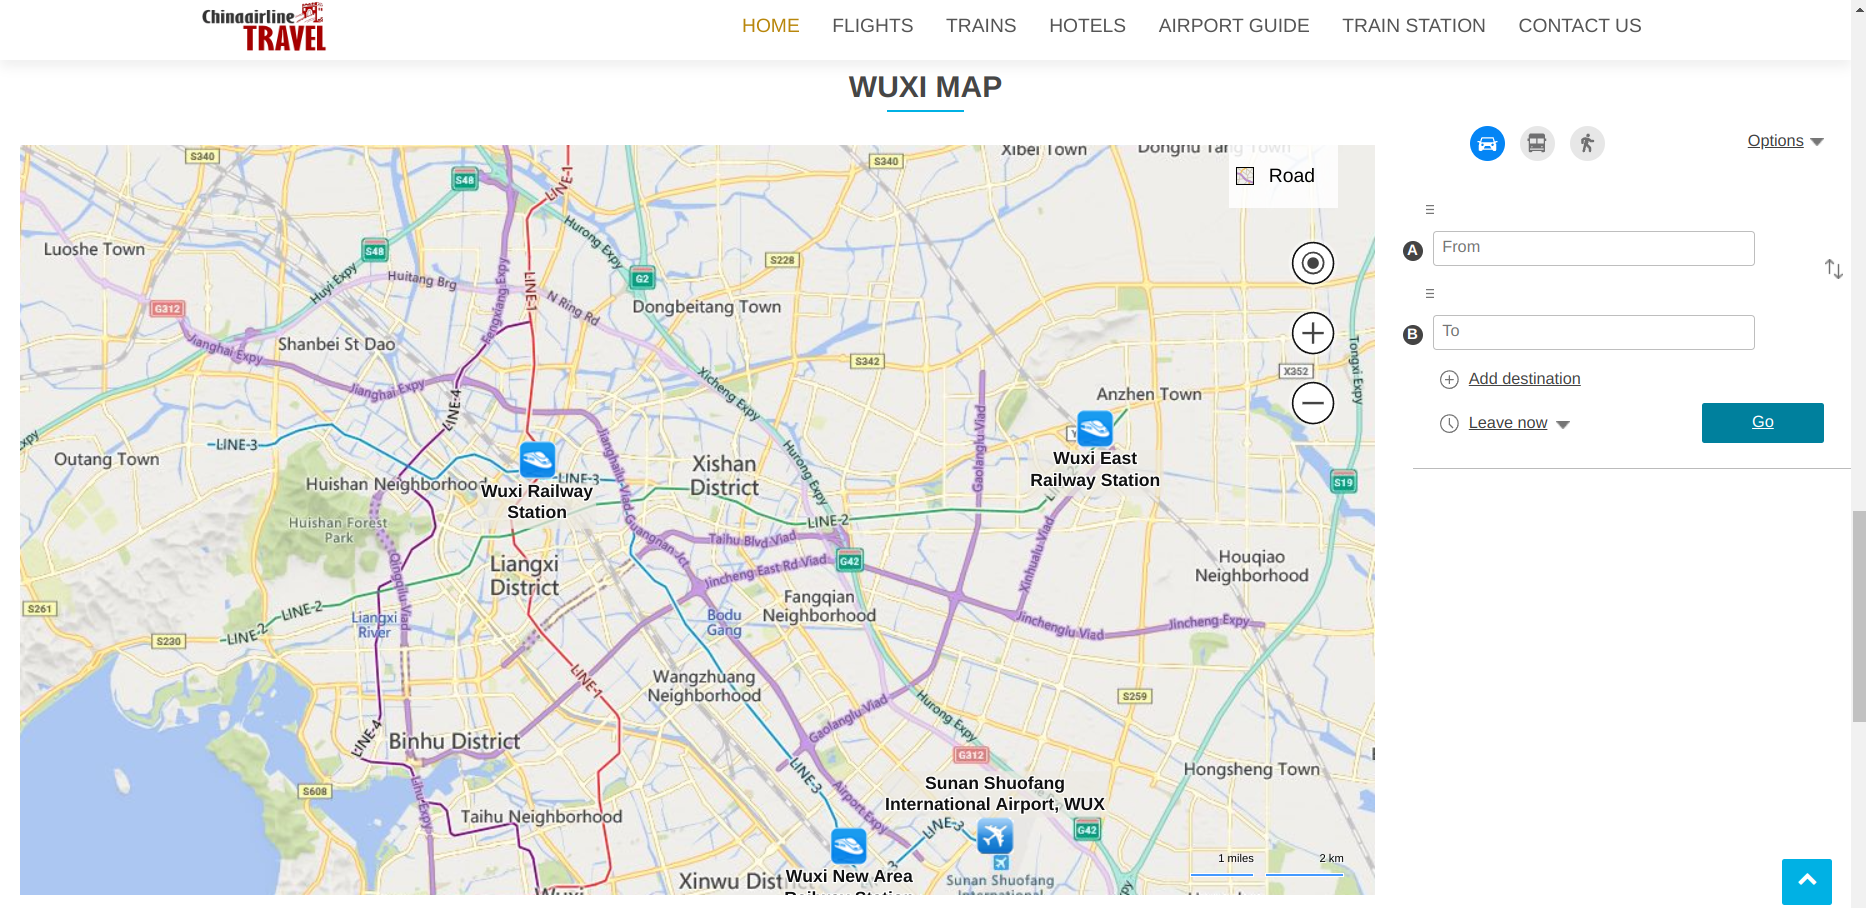 Chinaairline
TRAVEL
HOME
FLIGHTS
TRAINS
HOTELS
AIRPORT GUIDE
TRAIN STATION
CONTACT US
WUXI MAP
Options
Road
A
From
B
To
Add destination
Leave now
Go
S340
S340
Xibei Town
S48
LINE-1
Luoshe Town
S48
Hurong Expy
S228
Huyi Expy
Huitang Brg
G2
LINE-1
N Ring Rd
Fengxiang Expy
G312
Dongbeitang Town
Jianghai Expy
Shanbei St Dao
Tongxi Expy
S342
X352
Jianghai Expy
Xicheng Expy
Anzhen Town
LINE-4
LINE-3
Outang Town
Jianghailu Viad-Guangnan Jct
Hurong Expy
Gaolanglu Viad
Wuxi East
Railway Station
Xishan
District
LINE-3
Huishan Neighborhood
Wuxi Railway
Station
S19
Huishan Forest
Park
LINE-2
Taihu Blvd Viad
Xinhualu Viad
Liangxi
District
Qingqilu Viad
G42
Jincheng East Rd Viad
Houqiao
Neighborhood
Fangqian
Neighborhood
S261
LINE-2
Liangxi
River
Bodu
Gang
Jinchenglu Viad
Jincheng Expy
S230
LINE-2
Wangzhuang
Neighborhood
LINE-1
S259
Gaolanglu Viad
Hurong Expy
LINE-4
Binhu District
G312
LINE-3
Hongsheng Town
Sunan Shuofang
International Airport, WUX
S608
Lihu Expy
Airport Expy
Taihu Neighborhood
LINE-3
G42
1 miles
2 km
Xinwu
Wuxi New Area
Railway Station
Sunan Shuofang
International
Wuxi